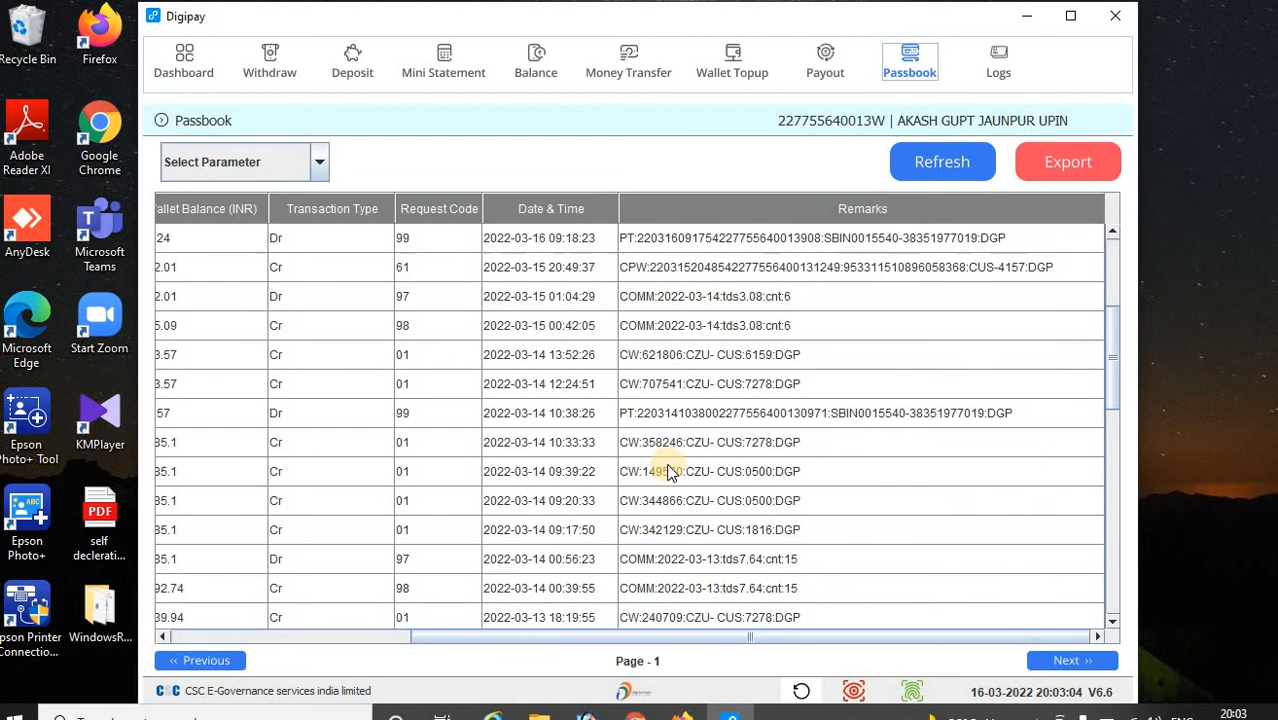 Recycle Bin
Firefox
Adobe
Reader XI
Google
Chrome
AnyDesk
Microsoft
Teams
Microsoft
Edge
Start Zoom
Epson
Photo+ Tool
KMPlayer
Epson
Photo+
PDF
self
decleratio...
pson Printer
Connectio...
WindowsR...
Digipay
Dashboard
Withdraw
Deposit
Mini Statement
Balance
Money Transfer
Wallet Topup
Payout
Passbook
Logs
Passbook
227755640013W | AKASH GUPT JAUNPUR UPIN
Select Parameter
Refresh
Export
allet Balance (INR) Transaction Type Request Code Date & Time Remarks
.24 Dr 99 2022-03-16 09:18:23 PT:220316091754227755640013908:SBIN0015540-38351977019:DGP
2.01 Cr 61 2022-03-15 20:49:37 CPW:2203152048542277556400131249:953311510896058368:CUS-4157:DGP
2.01 Dr 97 2022-03-15 01:04:29 COMM:2022-03-14:tds3.08:cnt:6
5.09 Cr 98 2022-03-15 00:42:05 COMM:2022-03-14:tds3.08:cnt:6
3.57 Cr 01 2022-03-14 13:52:26 CW:621806:CZU- CUS:6159:DGP
3.57 Cr 01 2022-03-14 12:24:51 CW:707541:CZU- CUS:7278:DGP
57 Dr 99 2022-03-14 10:38:26 PT:2203141038002277556400130971:SBIN0015540-38351977019:DGP
35.1 Cr 01 2022-03-14 10:33:33 CW:358246:CZU- CUS:7278:DGP
35.1 Cr 01 2022-03-14 09:39:22 CZU- CUS:0500:DGP
35.1 Cr 01 2022-03-14 09:20:33 CW:344866:CZU- CUS:0500:DGP
35.1 Cr 01 2022-03-14 09:17:50 CW:342129:CZU- CUS:1816:DGP
35.1 Dr 97 2022-03-14 00:56:23 COMM:2022-03-13:tds7.64:cnt:15
92.74 Cr 98 2022-03-14 00:39:55 COMM:2022-03-13:tds7.64:cnt:15
39.94 Cr 01 2022-03-13 18:19:55 CW:240709:CZU- CUS:7278:DGP
‹‹ Previous
Page - 1
Next ››
CSC CSC E-Governance services india limited
16-03-2022 20:03:04 V6.6
20:03